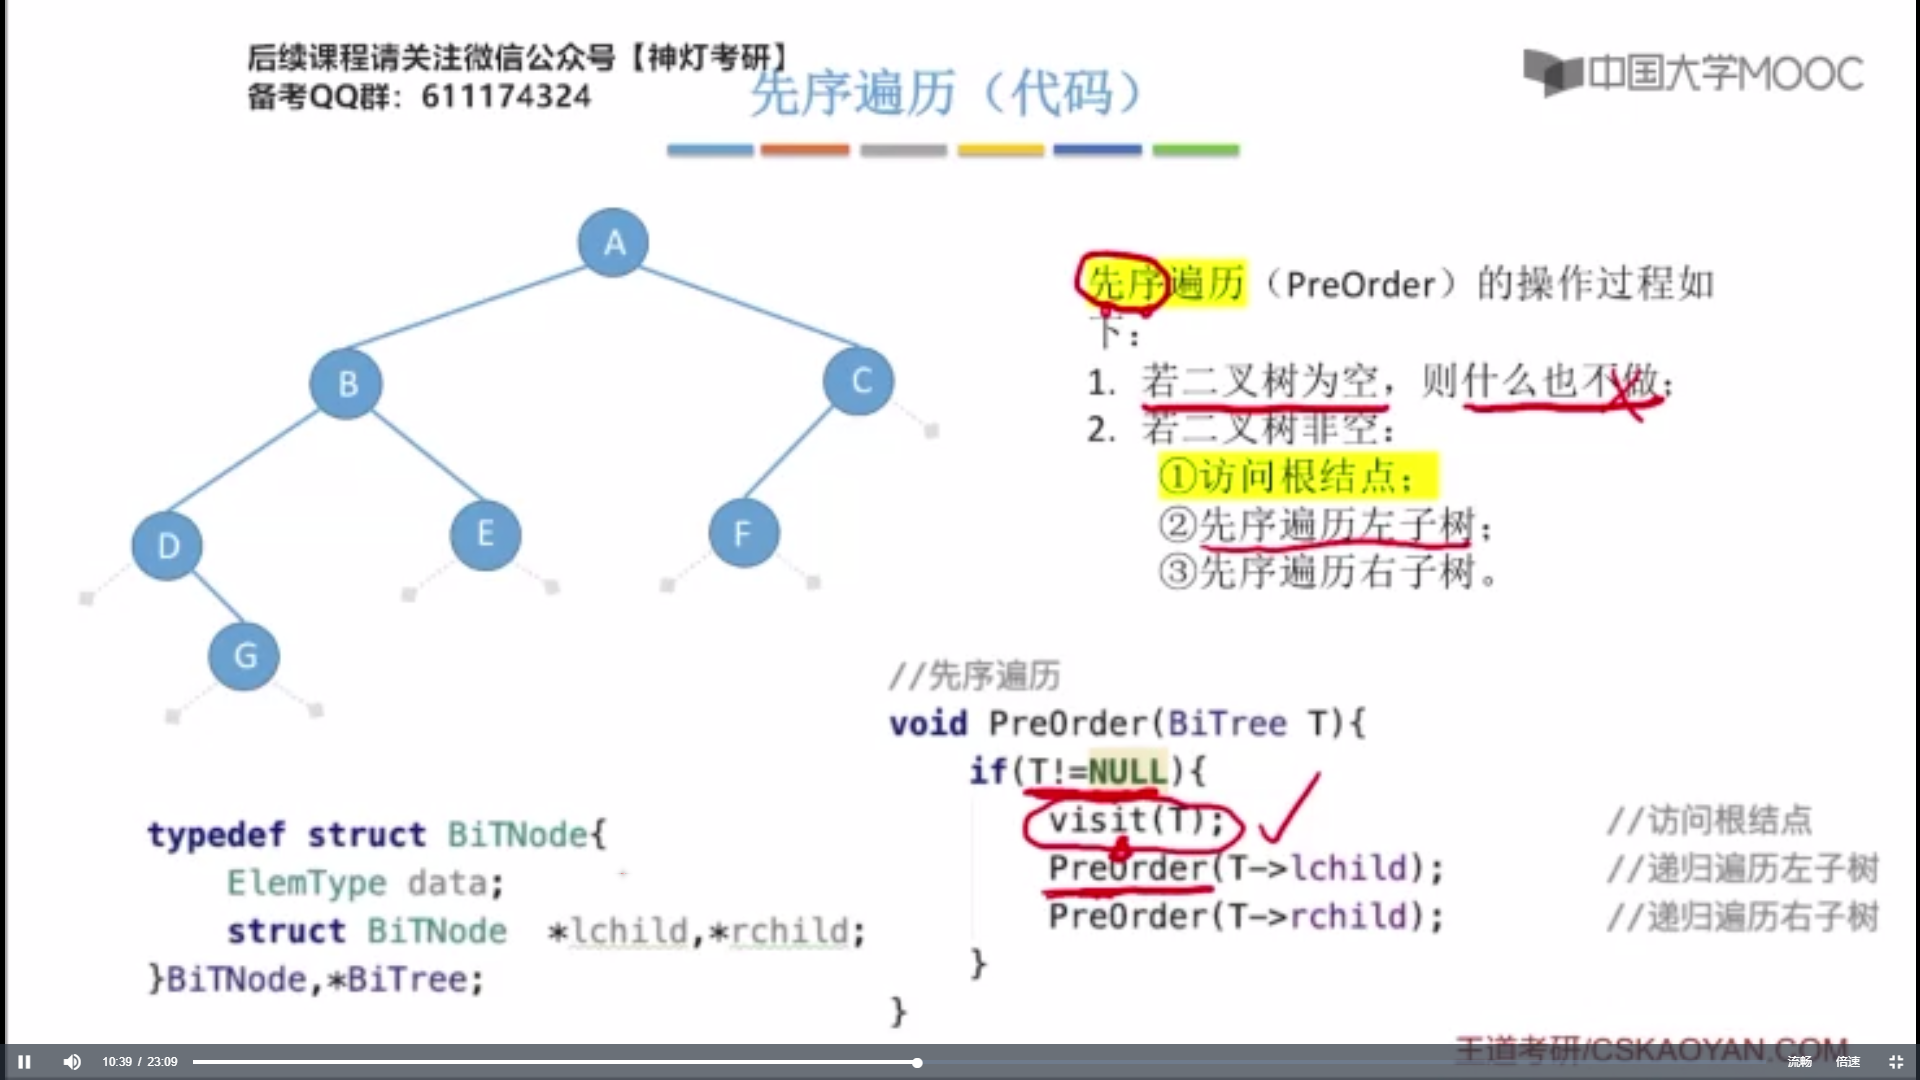 后续课程请关注微信公众号【神灯考研】
备考QQ群：611174324
先序遍历（代码）
中国大学MOOC
A
B
C
D
E
F
G
先序遍历（PreOrder）的操作过程如
下：
1. 若二叉树为空，则什么也不做；
2. 若二叉树非空：
①访问根结点；
②先序遍历左子树；
③先序遍历右子树。
//先序遍历
void PreOrder(BiTree T){
if(T!=NULL){
visit(T); //访问根结点
PreOrder(T->lchild); //递归遍历左子树
PreOrder(T->rchild); //递归遍历右子树
}
}
typedef struct BiTNode{
ElemType data;
struct BiTNode *lchild,*rchild;
}BiTNode,*BiTree;
王道考研/CSKAOYAN.COM
10:39 / 23:09
流畅
倍速